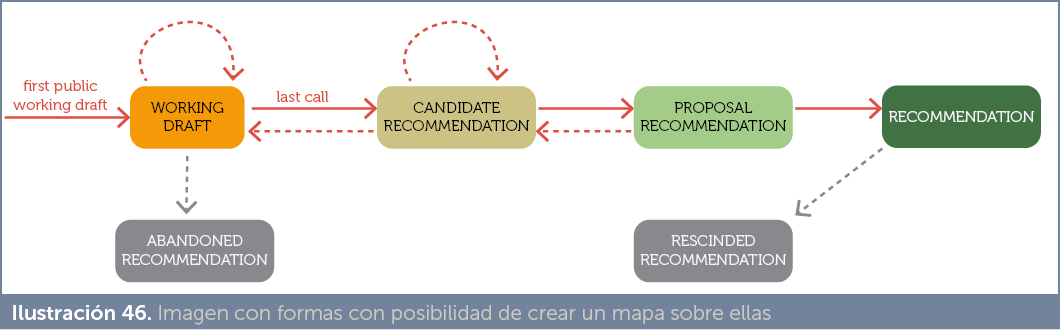 first public
working draft
WORKING
DRAFT
last call
CANDIDATE
RECOMMENDATION
PROPOSAL
RECOMMENDATION
RECOMMENDATION
ABANDONED
RECOMMENDATION
RESCINDED
RECOMMENDATION
Ilustración 46. Imagen con formas con posibilidad de crear un mapa sobre ellas